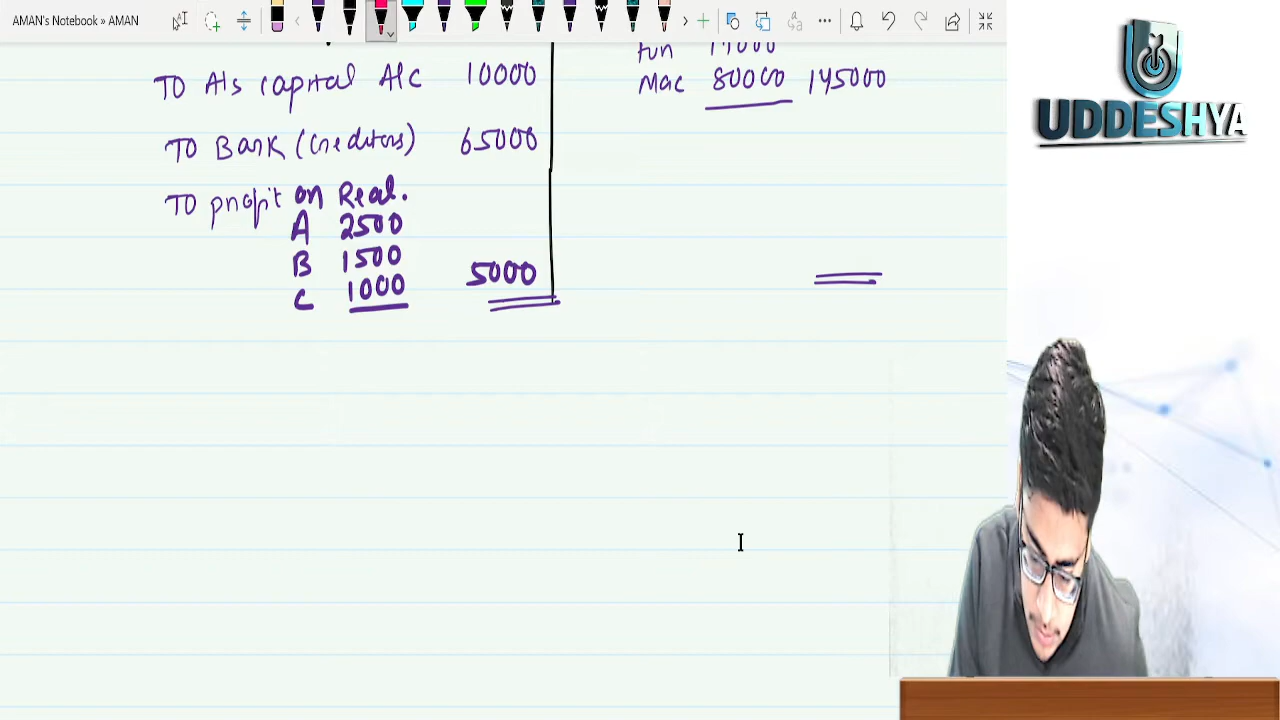 AMAN's Notebook » AMAN
TO A's capital A/c 10000
TO Bank (Creditors) 65000
TO profit on Real.
A 2500
B 1500
C 1000 5000
fun
Mac 80000 145000
UDDESHYA